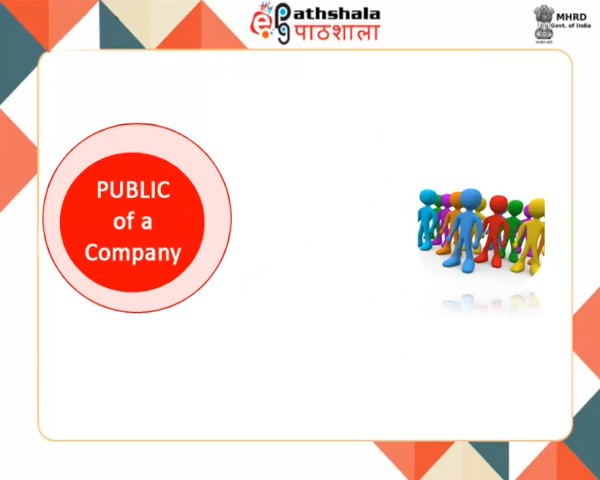 e Pathshala
पाठशाला
MHRD
Govt. of India
PUBLIC
of a
Company